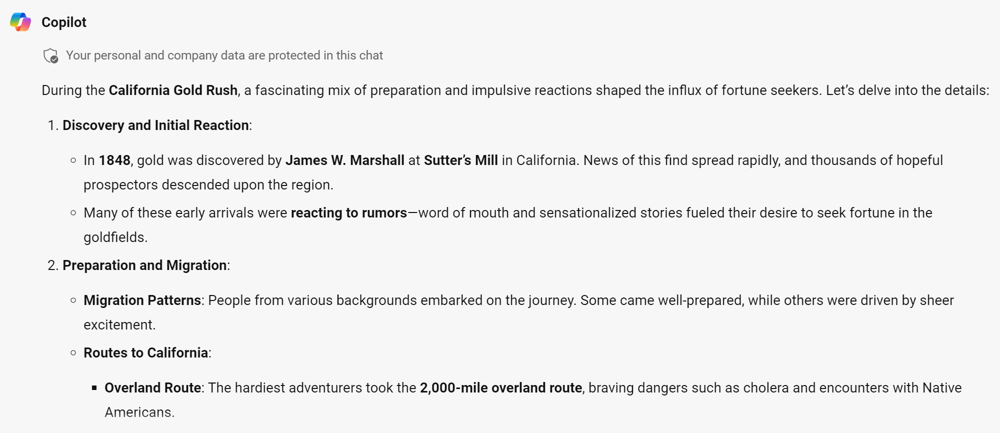 Copilot
Your personal and company data are protected in this chat
During the California Gold Rush, a fascinating mix of preparation and impulsive reactions shaped the influx of fortune seekers. Let’s delve into the details:
1. Discovery and Initial Reaction:
In 1848, gold was discovered by James W. Marshall at Sutter’s Mill in California. News of this find spread rapidly, and thousands of hopeful
prospectors descended upon the region.
Many of these early arrivals were reacting to rumors—word of mouth and sensationalized stories fueled their desire to seek fortune in the
goldfields.
2. Preparation and Migration:
Migration Patterns: People from various backgrounds embarked on the journey. Some came well-prepared, while others were driven by sheer
excitement.
Routes to California:
Overland Route: The hardiest adventurers took the 2,000-mile overland route, braving dangers such as cholera and encounters with Native
Americans.